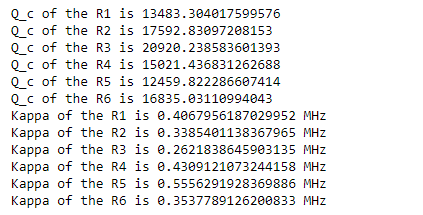 Q_c of the R1 is 13483.304017599576
Q_c of the R2 is 17592.83097208153
Q_c of the R3 is 20920.238583601393
Q_c of the R4 is 15021.436831262688
Q_c of the R5 is 12459.822286607414
Q_c of the R6 is 16835.03110994043
Kappa of the R1 is 0.4067956187029952 MHz
Kappa of the R2 is 0.3385401138367965 MHz
Kappa of the R3 is 0.2621838645903135 MHz
Kappa of the R4 is 0.4309121073244158 MHz
Kappa of the R5 is 0.5556291928369886 MHz
Kappa of the R6 is 0.3537789126200833 MHz